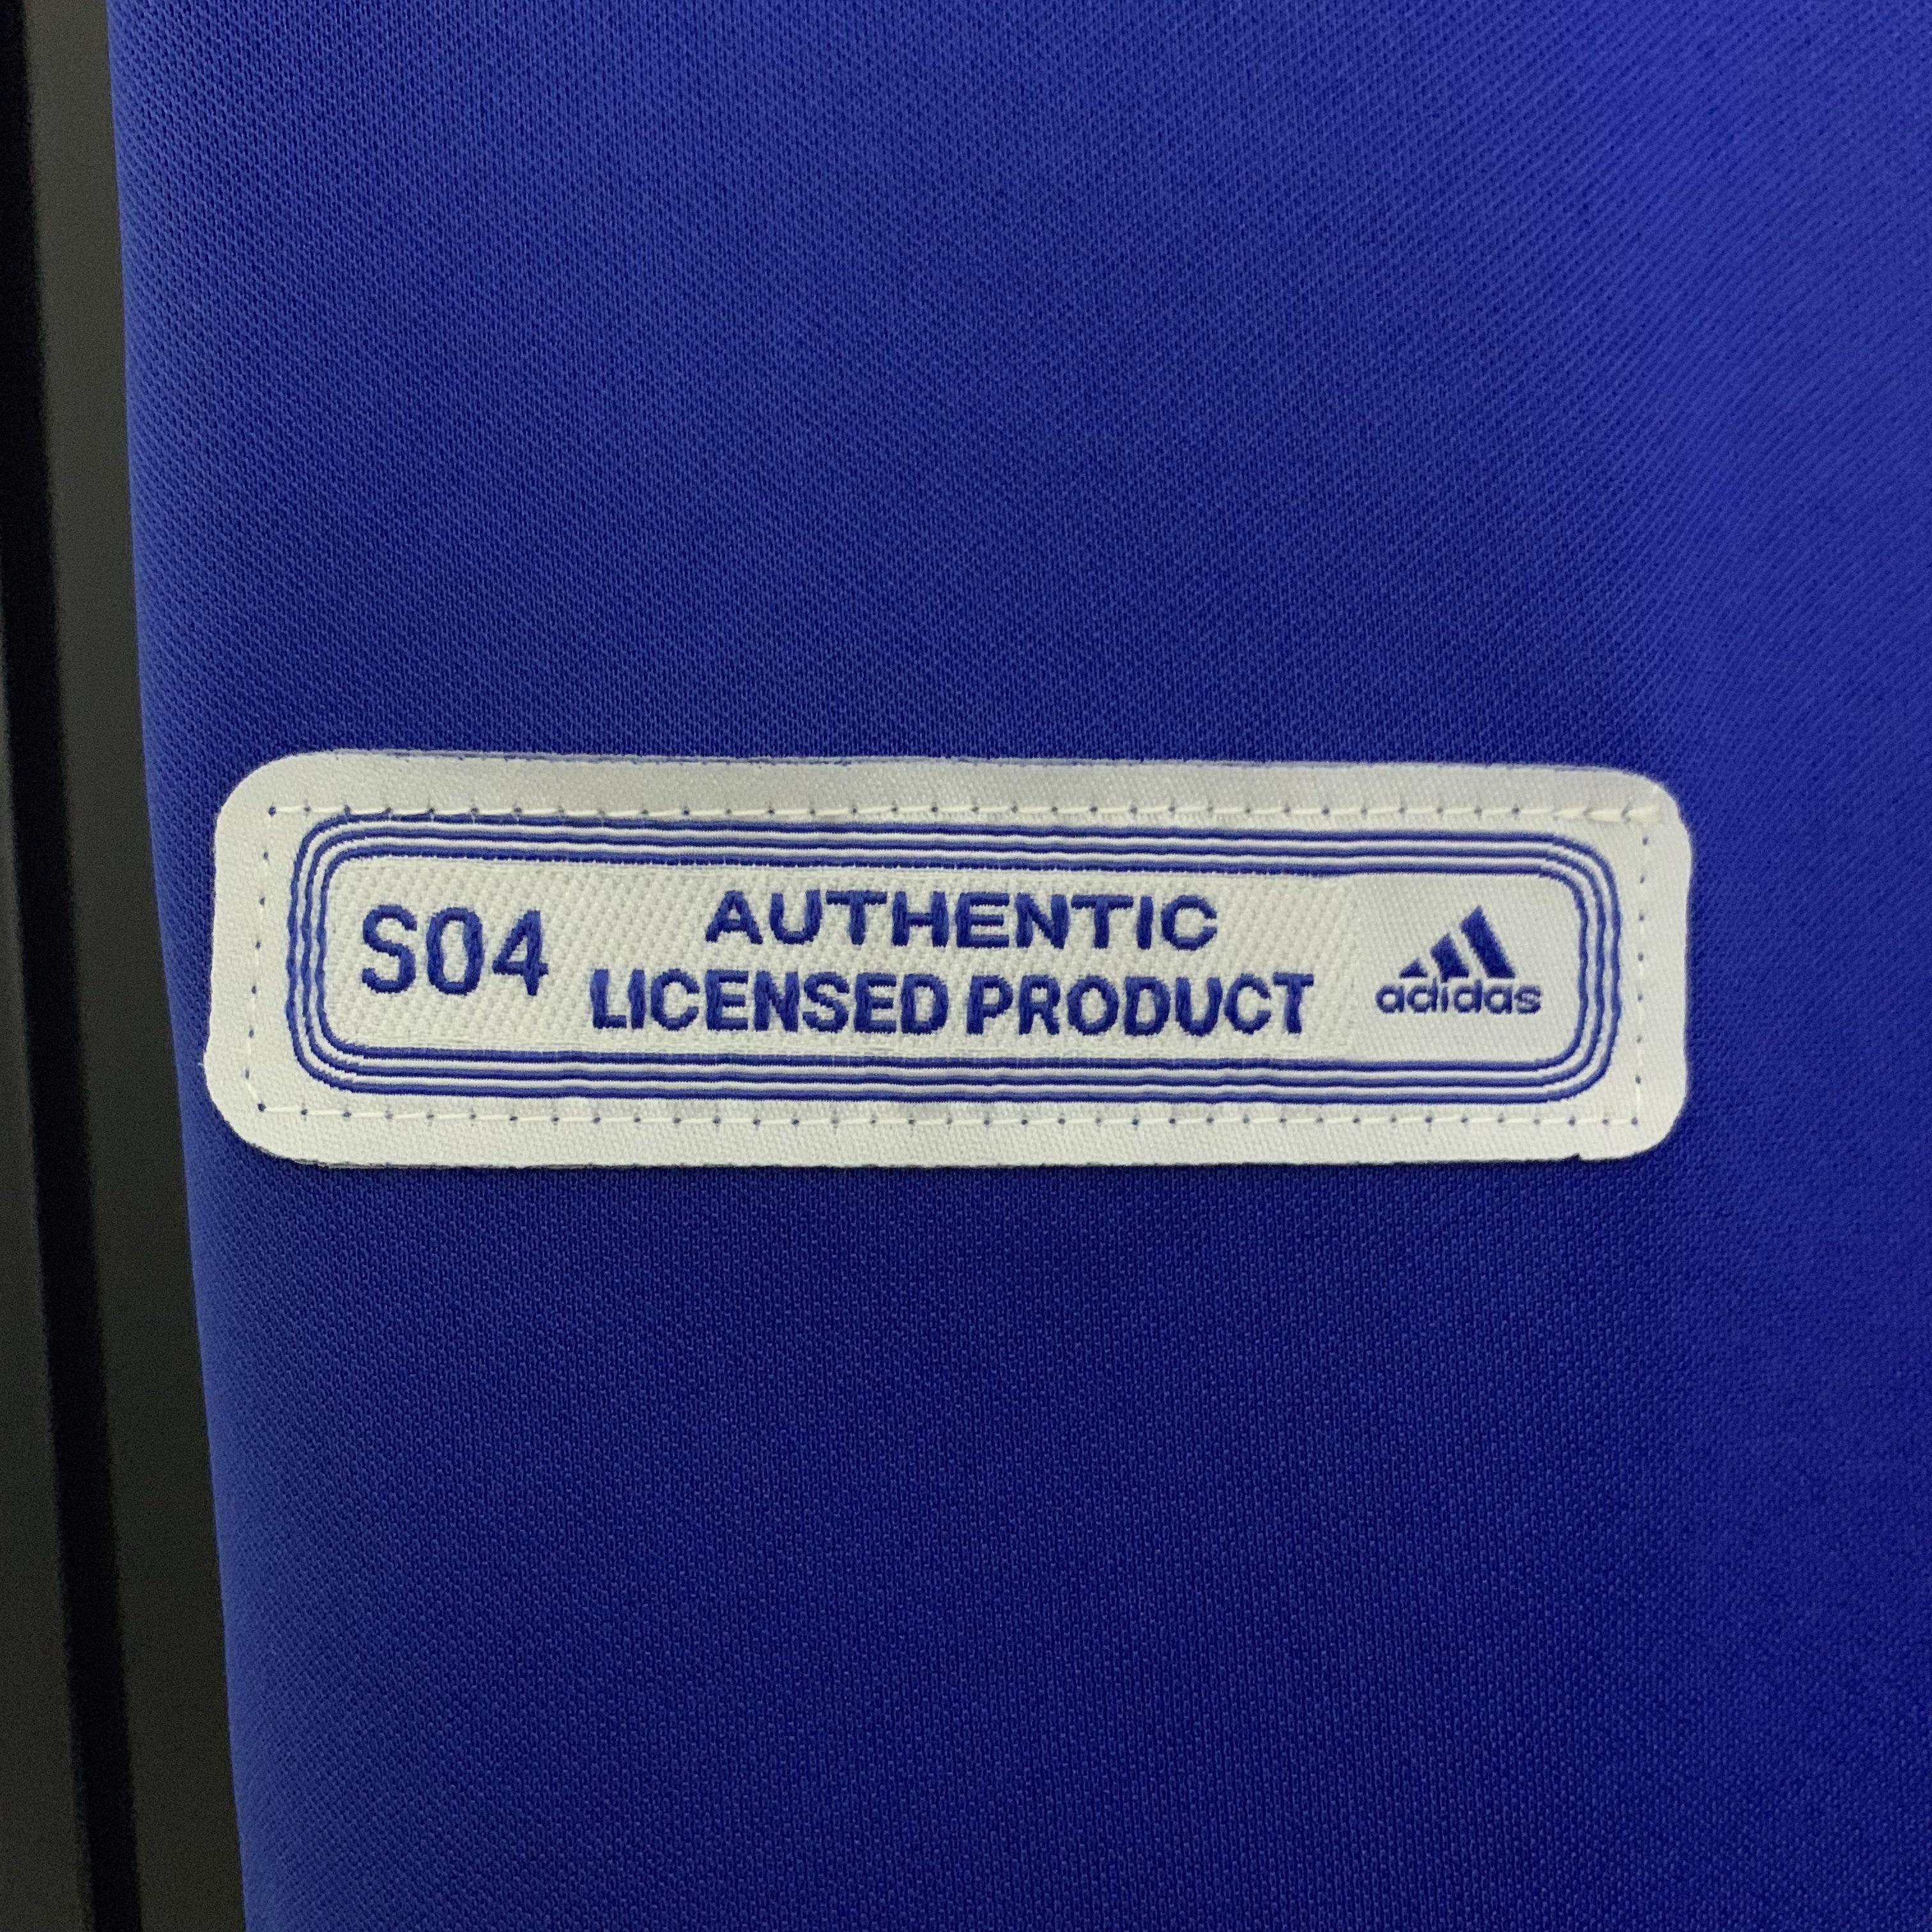 S04
AUTHENTIC
LICENSED PRODUCT
adidas